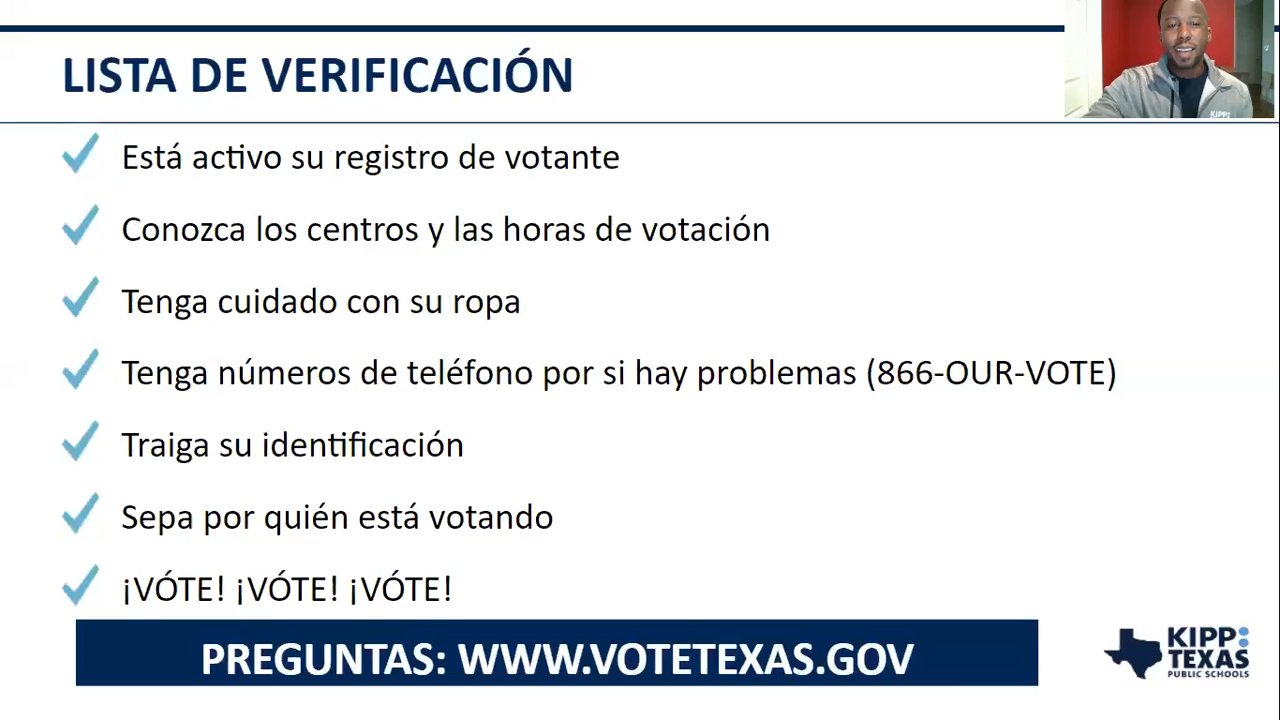 LISTA DE VERIFICACIÓN
Está activo su registro de votante
Conozca los centros y las horas de votación
Tenga cuidado con su ropa
Tenga números de teléfono por si hay problemas (866-OUR-VOTE)
Traiga su identificación
Sepa por quién está votando
¡VÓTE! ¡VÓTE! ¡VÓTE!
PREGUNTAS: WWW.VOTETEXAS.GOV
KIPP:
TEXAS
PUBLIC SCHOOLS
KIPP: